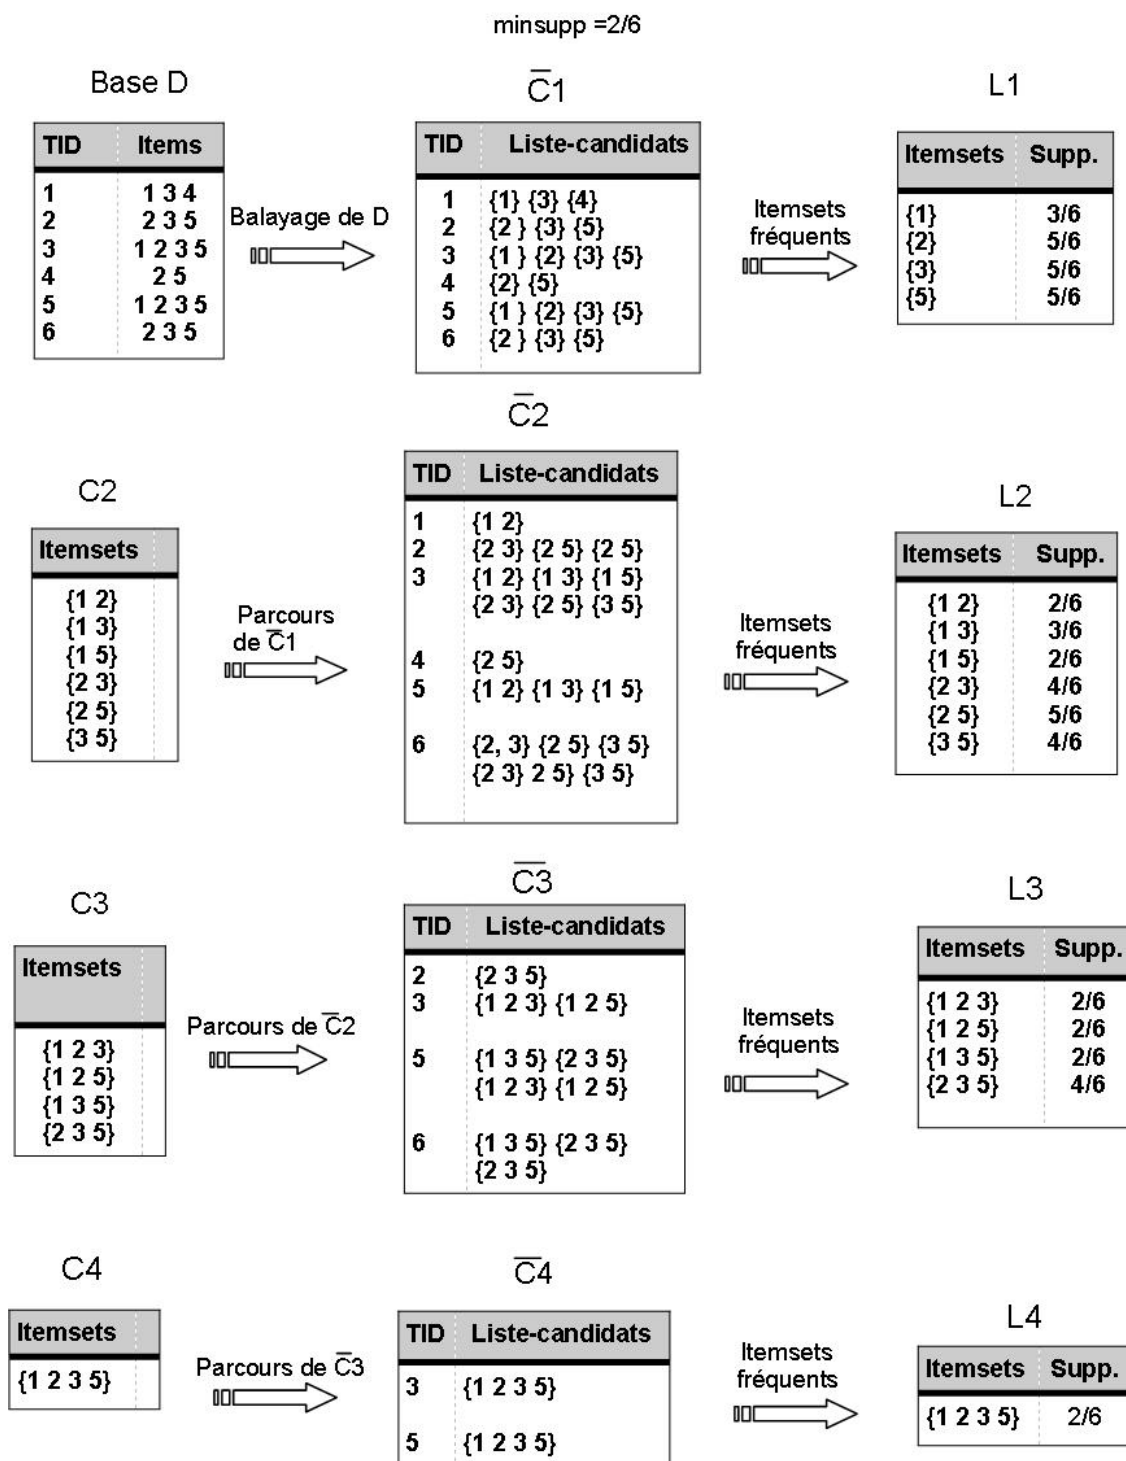 minsupp =2/6
Base D
TID Items
1 1 3 4
2 2 3 5
3 1 2 3 5
4 2 5
5 1 2 3 5
6 2 3 5
Balayage de D
C̅1
TID Liste-candidats
1 {1} {3} {4}
2 {2 } {3} {5}
3 {1 } {2} {3} {5}
4 {2} {5}
5 {1 } {2} {3} {5}
6 {2 } {3} {5}
Itemsets
fréquents
L1
Itemsets Supp.
{1} 3/6
{2} 5/6
{3} 5/6
{5} 5/6
C2
Itemsets
{1 2}
{1 3}
{1 5}
{2 3}
{2 5}
{3 5}
Parcours
de C̅1
C̅2
TID Liste-candidats
1 {1 2}
2 {2 3} {2 5} {2 5}
3 {1 2} {1 3} {1 5}
{2 3} {2 5} {3 5}
4 {2 5}
5 {1 2} {1 3} {1 5}
6 {2, 3} {2 5} {3 5}
{2 3} 2 5} {3 5}
Itemsets
fréquents
L2
Itemsets Supp.
{1 2} 2/6
{1 3} 3/6
{1 5} 2/6
{2 3} 4/6
{2 5} 5/6
{3 5} 4/6
C3
Itemsets
{1 2 3}
{1 2 5}
{1 3 5}
{2 3 5}
Parcours de C̅2
C̅3
TID Liste-candidats
2 {2 3 5}
3 {1 2 3} {1 2 5}
5 {1 3 5} {2 3 5}
{1 2 3} {1 2 5}
6 {1 3 5} {2 3 5}
{2 3 5}
Itemsets
fréquents
L3
Itemsets Supp.
{1 2 3} 2/6
{1 2 5} 2/6
{1 3 5} 2/6
{2 3 5} 4/6
C4
Itemsets
{1 2 3 5}
Parcours de C̅3
C̅4
TID Liste-candidats
3 {1 2 3 5}
5 {1 2 3 5}
Itemsets
fréquents
L4
Itemsets Supp.
{1 2 3 5} 2/6